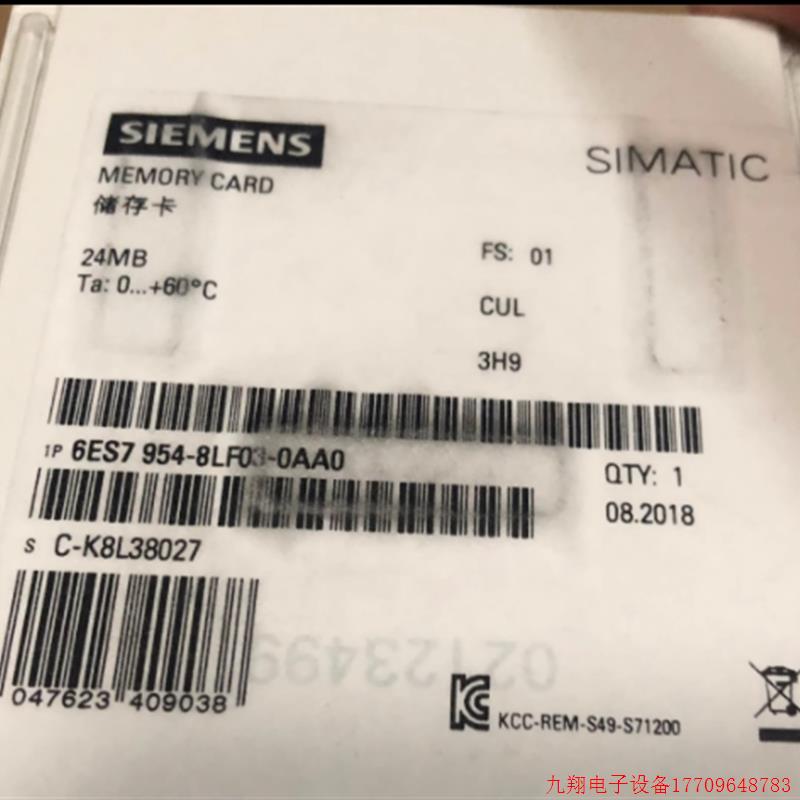 SIEMENS
SIMATIC
MEMORY CARD
储存卡
24MB
FS: 01
Ta: 0...+60°C
CUL
3H9
1P 6ES7 954-8LF03-0AA0
QTY: 1
08.2018
S C-K8L38027
02123499
047623 409038
KCC-REM-S49-S71200
九翔电子设备17709648783